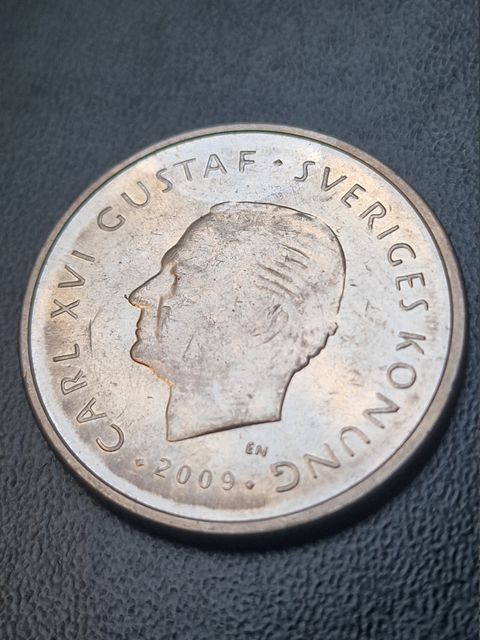 CARL XVI GUSTAF · SVERIGES KONUNG
· 2009 ·
EN